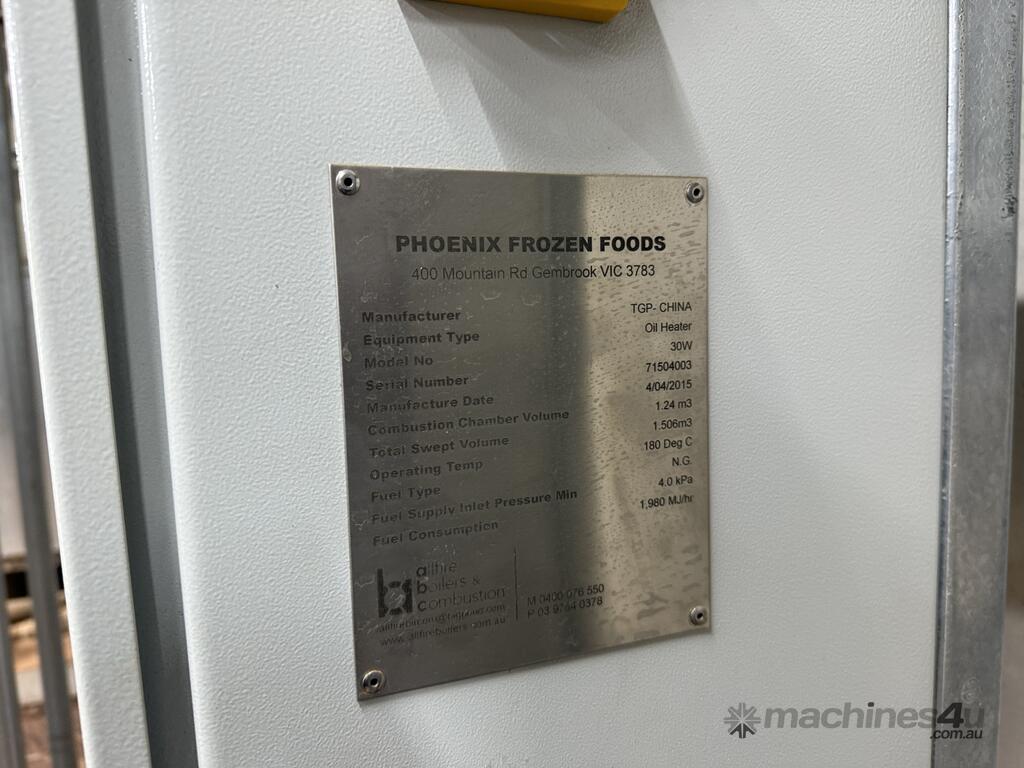 PHOENIX FROZEN FOODS
400 Mountain Rd Gembrook VIC 3783
Manufacturer TGP- CHINA
Equipment Type Oil Heater
Model No 30W
Serial Number 71504003
Manufacture Date 4/04/2015
Combustion Chamber Volume 1.24 m3
Total Swept Volume 1.506m3
Operating Temp 180 Deg C
Fuel Type N.G.
Fuel Supply Inlet Pressure Min 4.0 kPa
Fuel Consumption 1,980 MJ/hr
allfire
boilers &
combustion
M 0400 076 550
P 03 9764 0378
www.allfireboilers.com.au
machines4u
.com.au